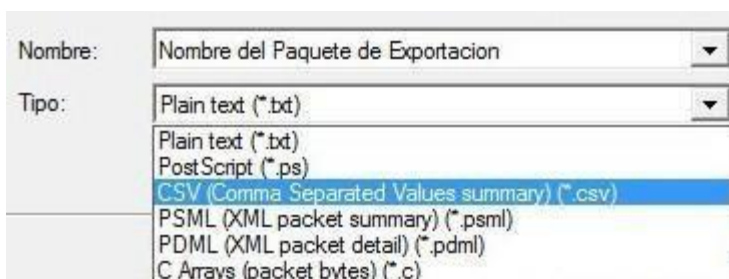 Nombre: Nombre del Paquete de Exportacion
Tipo: Plain text (*.txt)
Plain text (*.txt)
PostScript (*.ps)
CSV (Comma Separated Values summary) (*.csv)
PSML (XML packet summary) (*.psml)
PDML (XML packet detail) (*.pdml)
C Arrays (packet bytes) (*.c)